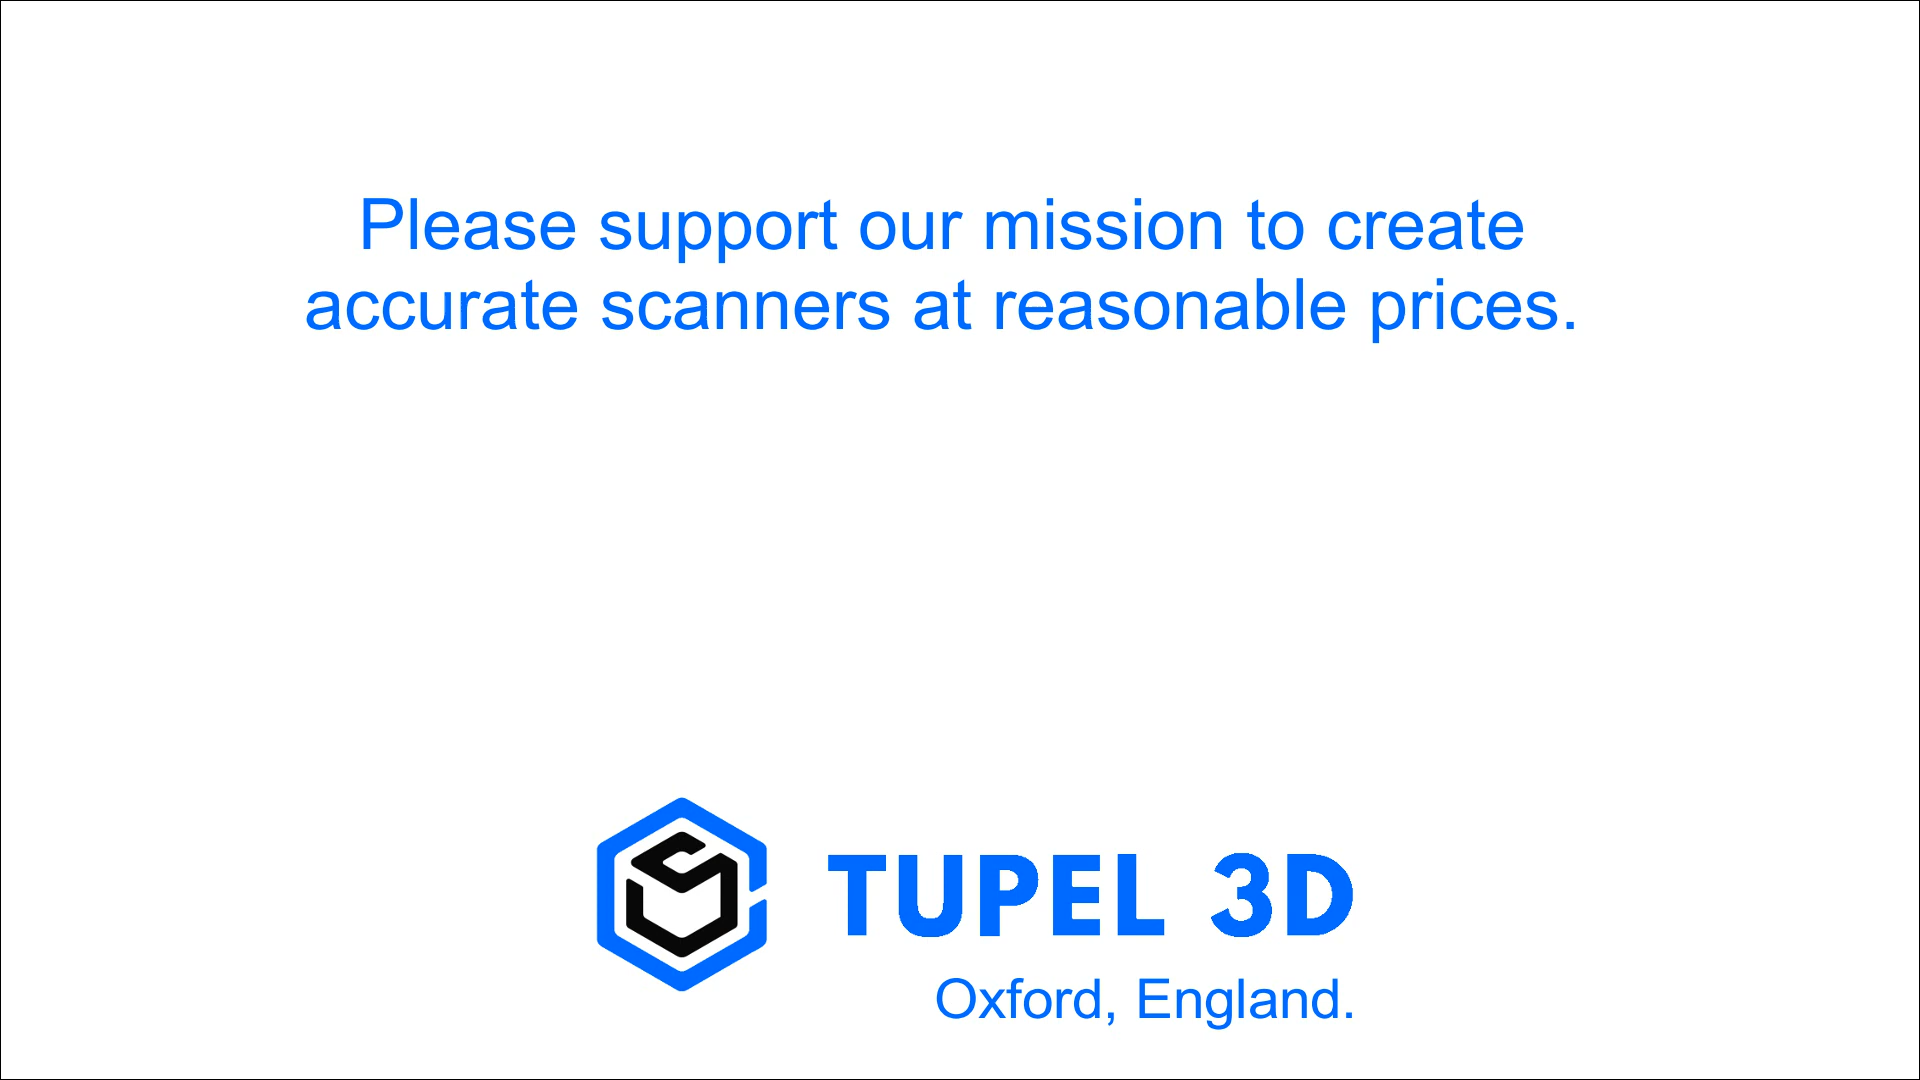 Please support our mission to create
accurate scanners at reasonable prices.
TUPEL 3D
Oxford, England.